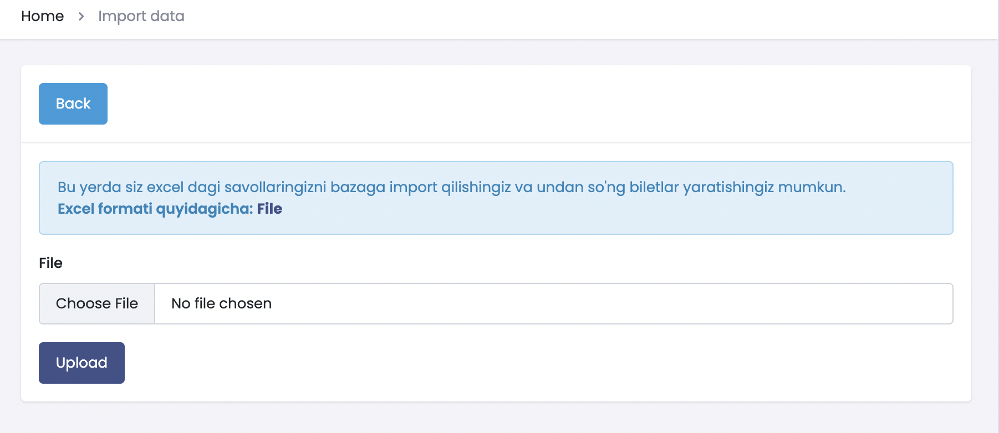 Home > Import data
Back
Bu yerda siz excel dagi savollaringizni bazaga import qilishingiz va undan so'ng biletlar yaratishingiz mumkun.
Excel formati quyidagicha: File
File
Choose File No file chosen
Upload